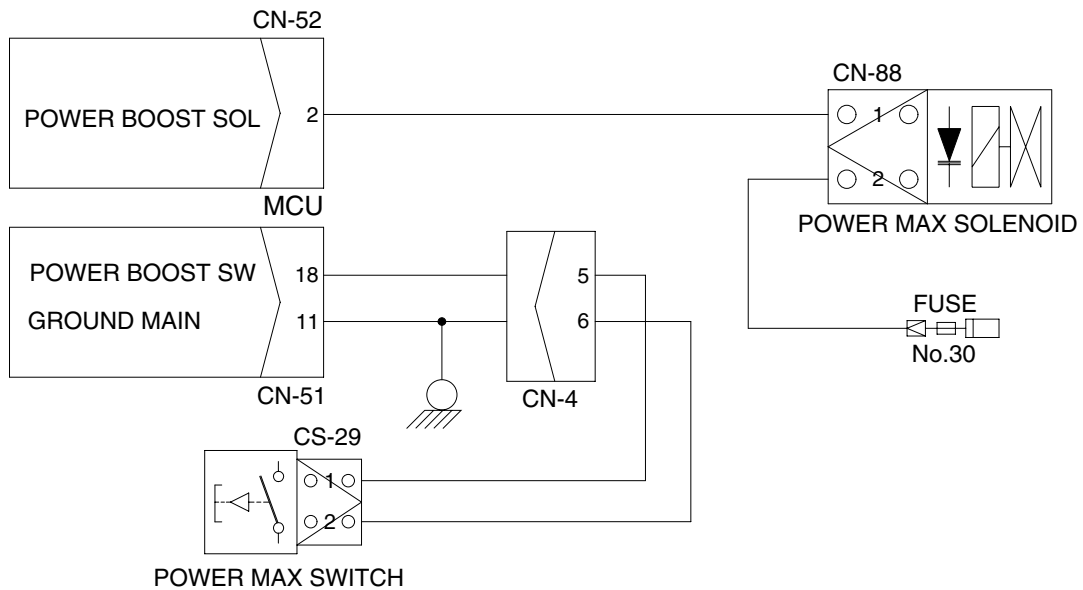 CN-52
POWER BOOST SOL 2
MCU
POWER BOOST SW 18
GROUND MAIN 11
CN-51
5
6
CN-4
CN-88
1
2
POWER MAX SOLENOID
FUSE
No.30
CS-29
1
2
POWER MAX SWITCH